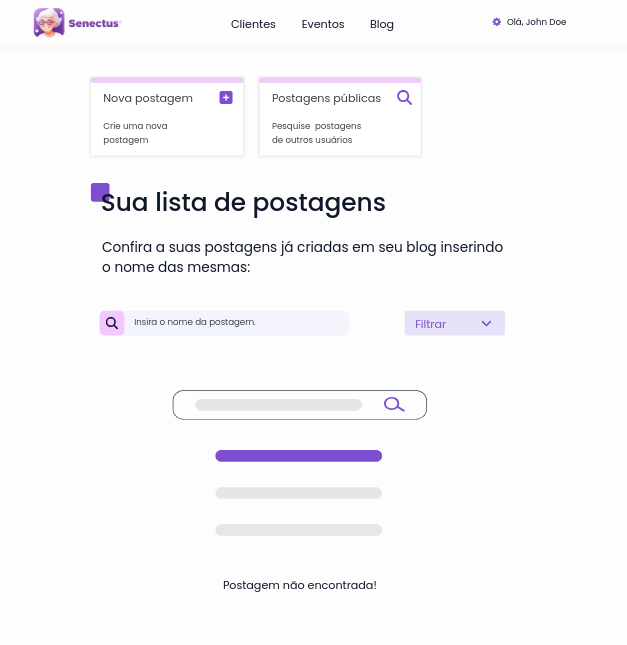 Senectus
Clientes
Eventos
Blog
Olá, John Doe
Nova postagem
Crie uma nova
postagem
Postagens públicas
Pesquise postagens
de outros usuários
Sua lista de postagens
Confira a suas postagens já criadas em seu blog inserindo
o nome das mesmas:
Insira o nome da postagem.
Filtrar
Postagem não encontrada!